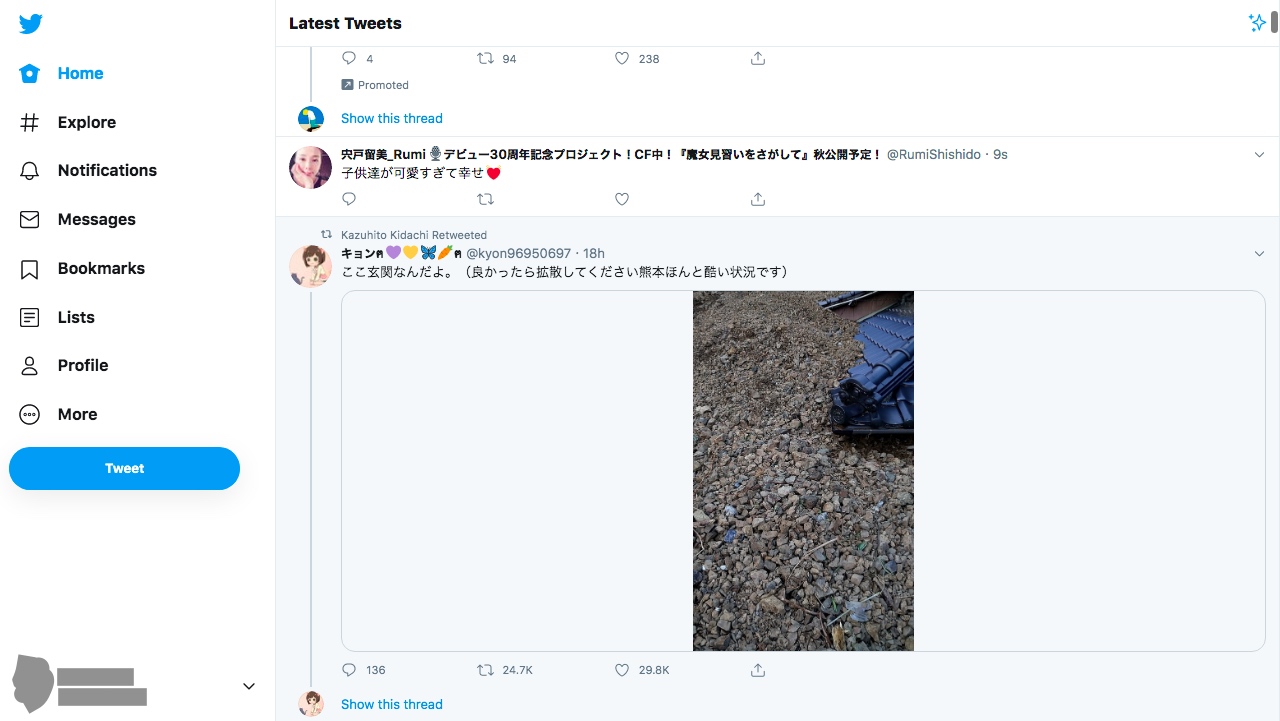 Home
Explore
Notifications
Messages
Bookmarks
Lists
Profile
More
Tweet
Latest Tweets
4 94 238
Promoted
Show this thread
宍戸留美_Rumi🎙デビュー30周年記念プロジェクト！CF中！『魔女見習いをさがして』秋公開予定！ @RumiShishido · 9s
子供達が可愛すぎて幸せ❤️
Kazuhito Kidachi Retweeted
キョンฅ💜💛🦋🥕ฅ @kyon96950697 · 18h
ここ玄関なんだよ。（良かったら拡散してください熊本ほんと酷い状況です）
136 24.7K 29.8K
Show this thread